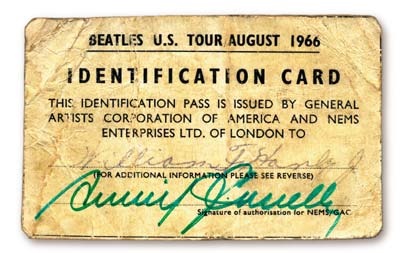 BEATLES U.S. TOUR AUGUST 1966
IDENTIFICATION CARD
THIS IDENTIFICATION PASS IS ISSUED BY GENERAL
ARTISTS CORPORATION OF AMERICA AND NEMS
ENTERPRISES LTD. OF LONDON TO
William
(FOR ADDITIONAL INFORMATION PLEASE SEE REVERSE)
Signature of authorisation for NEMS/GAC.